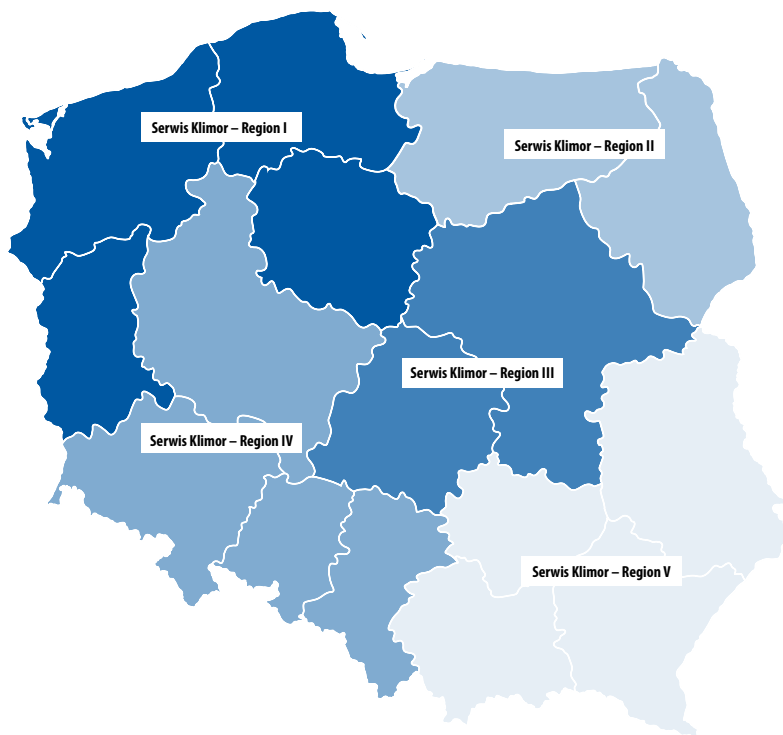 Serwis Klimor – Region I
Serwis Klimor – Region II
Serwis Klimor – Region III
Serwis Klimor – Region IV
Serwis Klimor – Region V